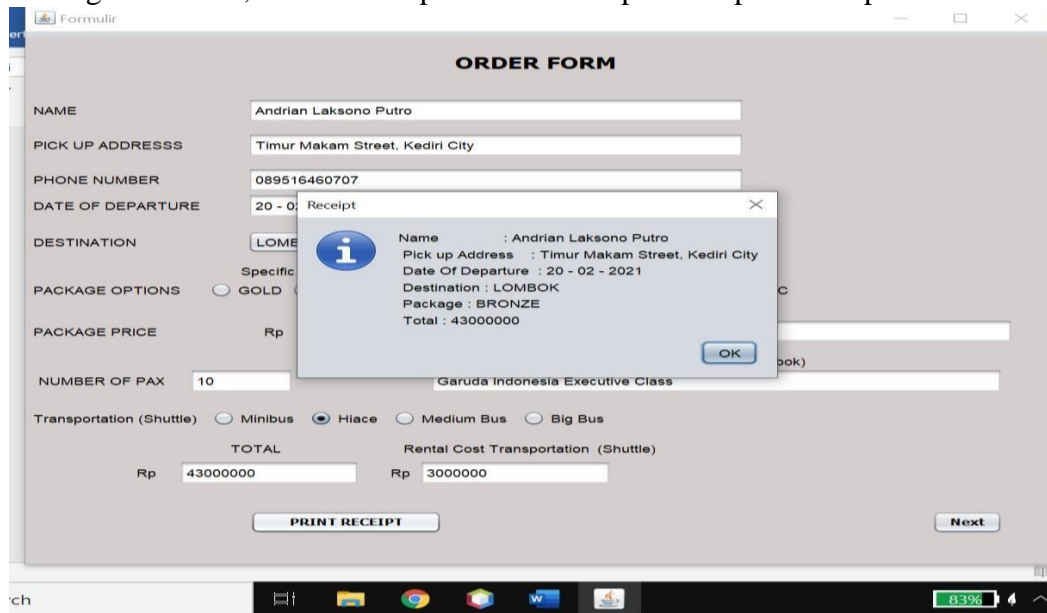 Formulir
ORDER FORM
NAME Andrian Laksono Putro
PICK UP ADDRESSS Timur Makam Street, Kediri City
PHONE NUMBER 089516460707
DATE OF DEPARTURE 20 - 0
DESTINATION LOMB
Specific
PACKAGE OPTIONS GOLD
PACKAGE PRICE Rp
NUMBER OF PAX 10 Garuda Indonesia Executive Class
Receipt
Name : Andrian Laksono Putro
Pick up Address : Timur Makam Street, Kediri City
Date Of Departure : 20 - 02 - 2021
Destination : LOMBOK
Package : BRONZE
Total : 43000000
OK
Transportation (Shuttle) Minibus Hiace Medium Bus Big Bus
TOTAL Rental Cost Transportation (Shuttle)
Rp 43000000 Rp 3000000
PRINT RECEIPT Next
83%